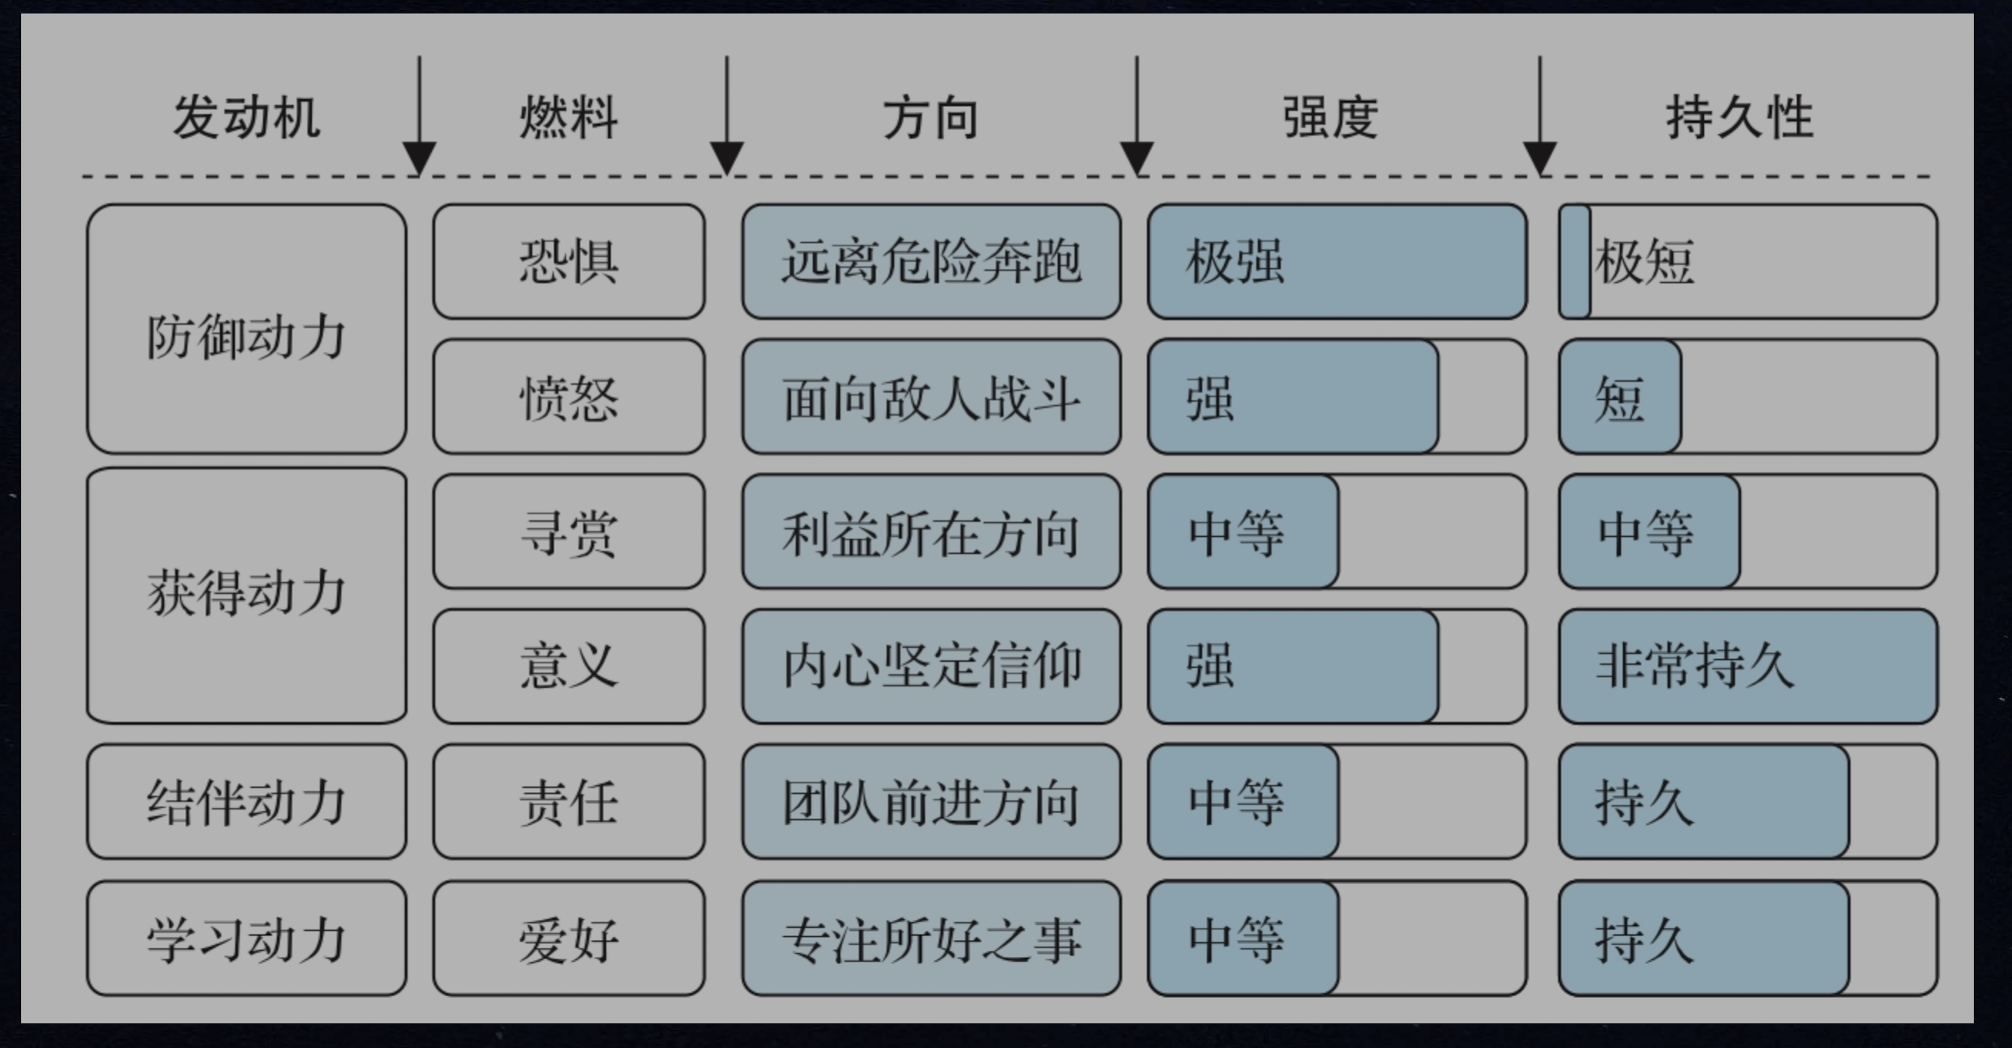 发动机 燃料 方向 强度 持久性
防御动力
恐惧 远离危险奔跑 极强 极短
愤怒 面向敌人战斗 强 短
获得动力
寻赏 利益所在方向 中等 中等
意义 内心坚定信仰 强 非常持久
结伴动力 责任 团队前进方向 中等 持久
学习动力 爱好 专注所好之事 中等 持久